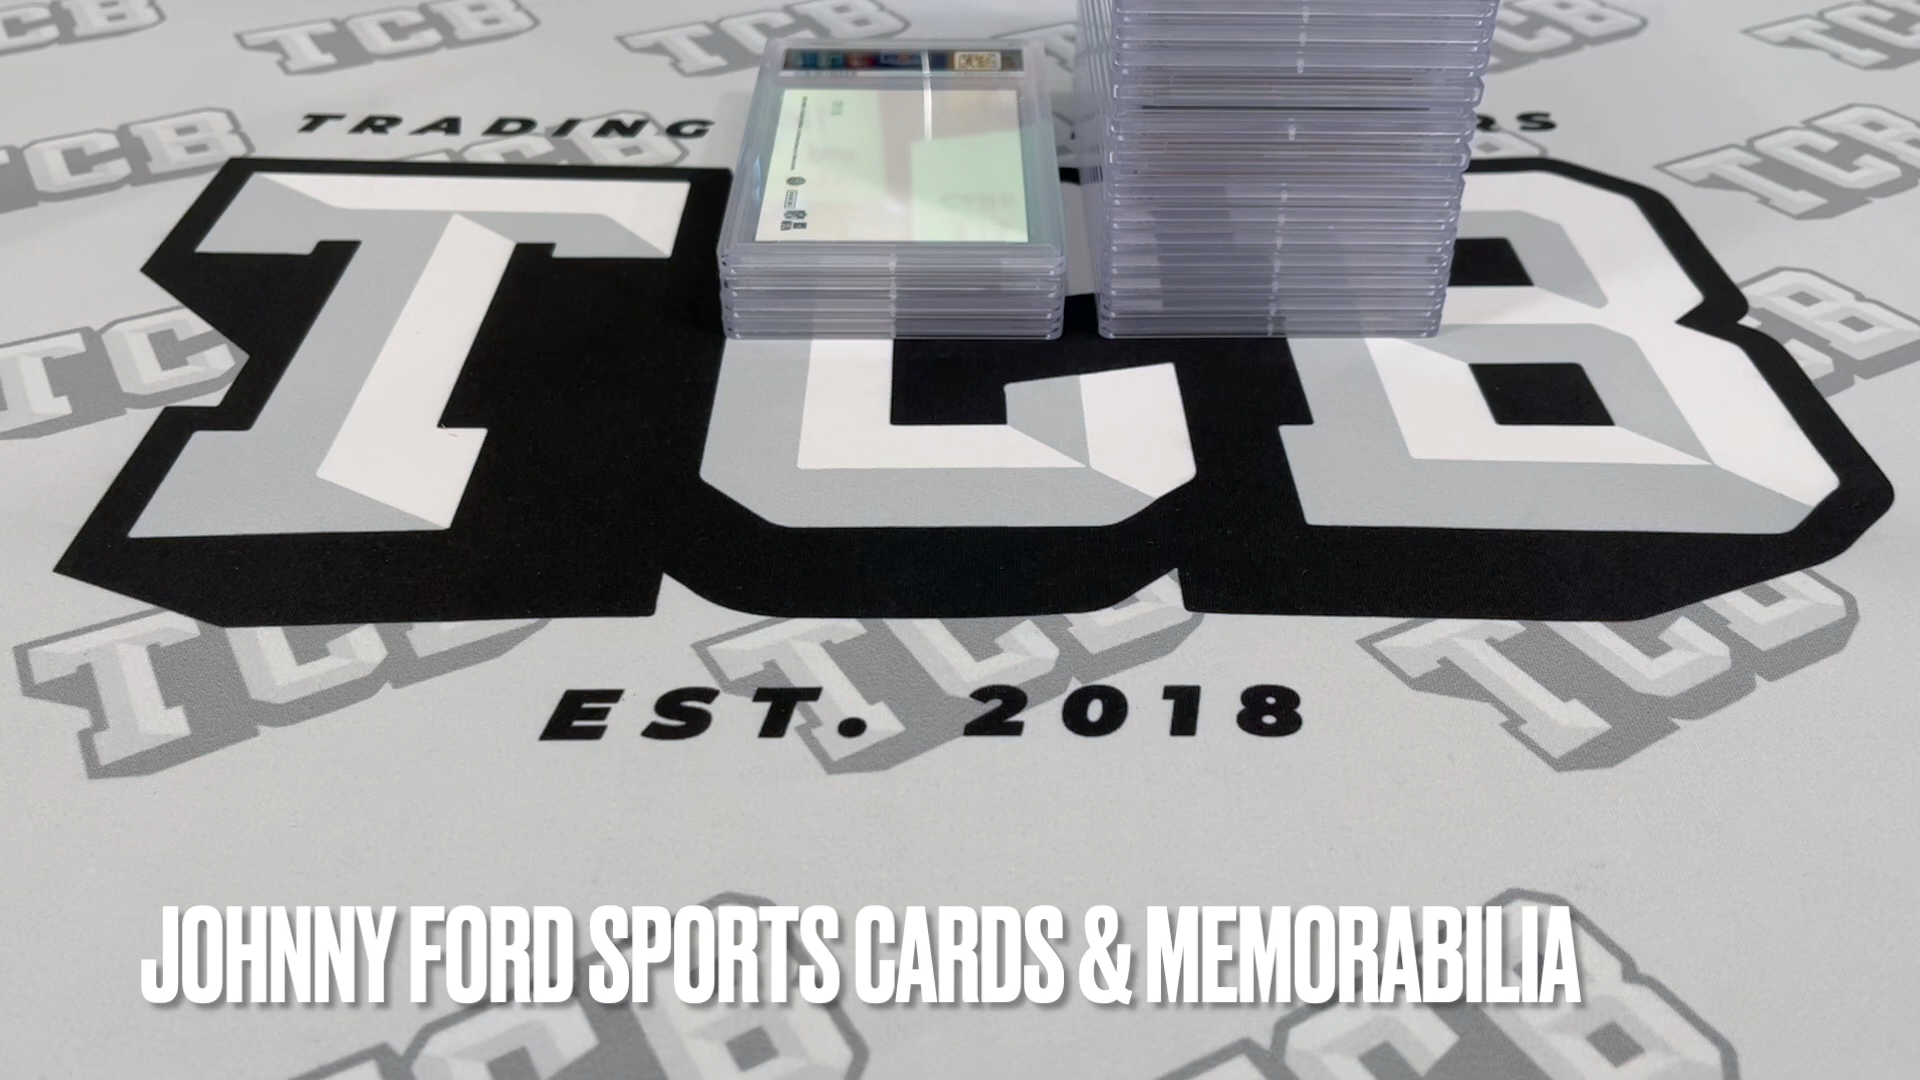 TRADING
TCB
EST. 2018
JOHNNY FORD SPORTS CARDS & MEMORABILIA